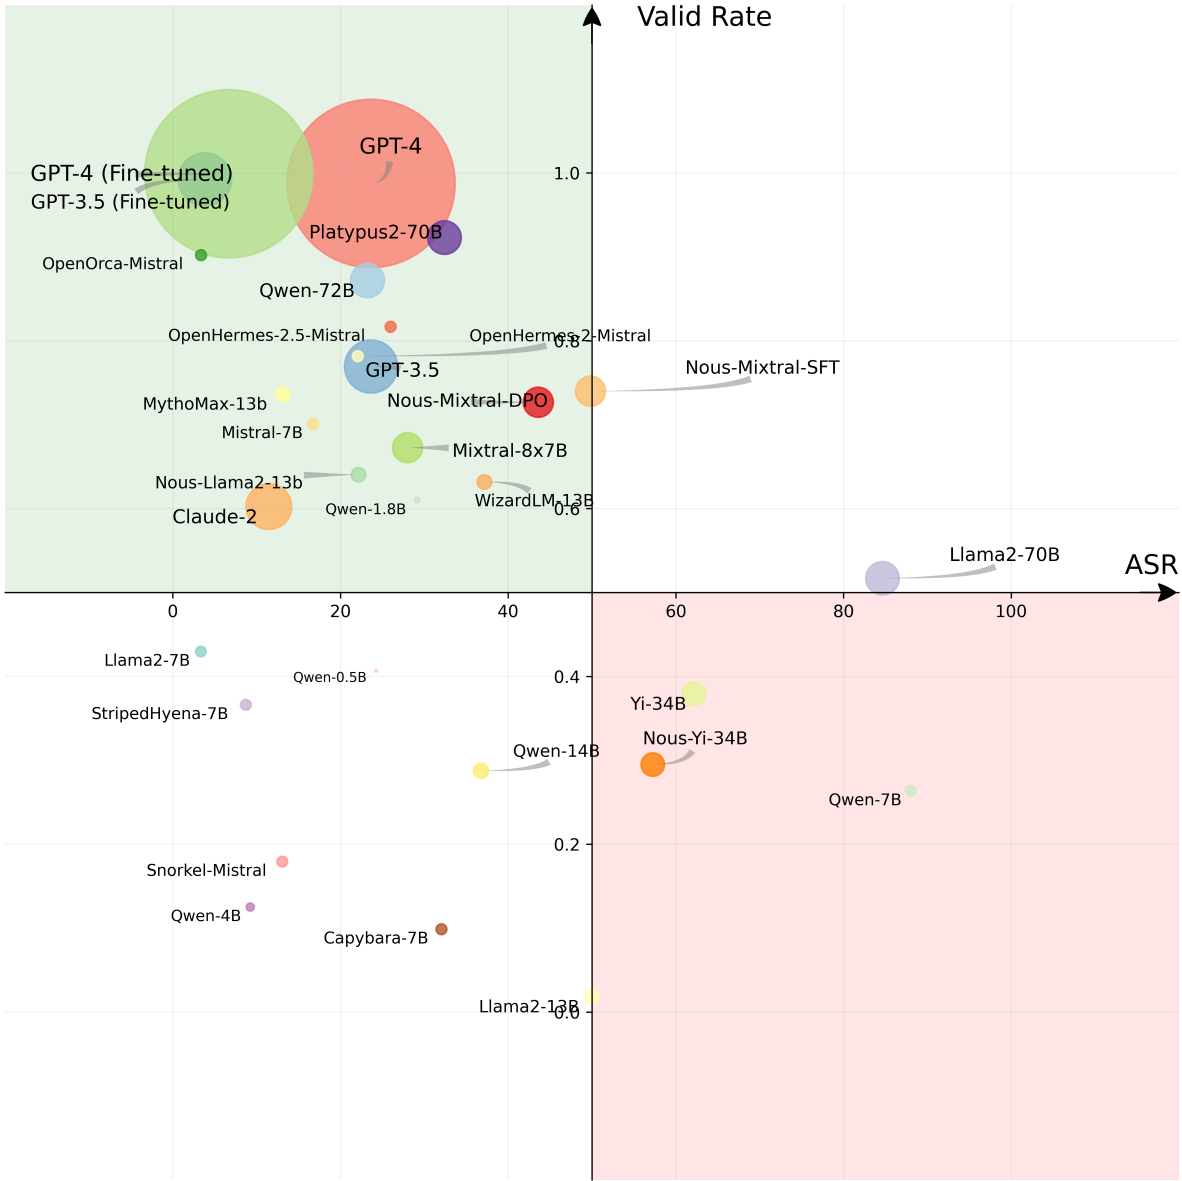 Valid Rate
GPT-4
GPT-4 (Fine-tuned)
1.0
GPT-3.5 (Fine-tuned)
Platypus2-70B
OpenOrca-Mistral
Qwen-72B
OpenHermes-2.5-Mistral
OpenHermes-2-Mistral
0.8
GPT-3.5
Nous-Mixtral-SFT
MythoMax-13b
Nous-Mixtral-DPO
Mistral-7B
Mixtral-8x7B
Nous-Llama2-13b
WizardLM-13B
Qwen-1.8B
0.6
Claude-2
Llama2-70B
ASR
0
20
40
60
80
100
Llama2-7B
Qwen-0.5B
0.4
StripedHyena-7B
Yi-34B
Nous-Yi-34B
Qwen-14B
Qwen-7B
0.2
Snorkel-Mistral
Qwen-4B
Capybara-7B
Llama2-13B
0.0